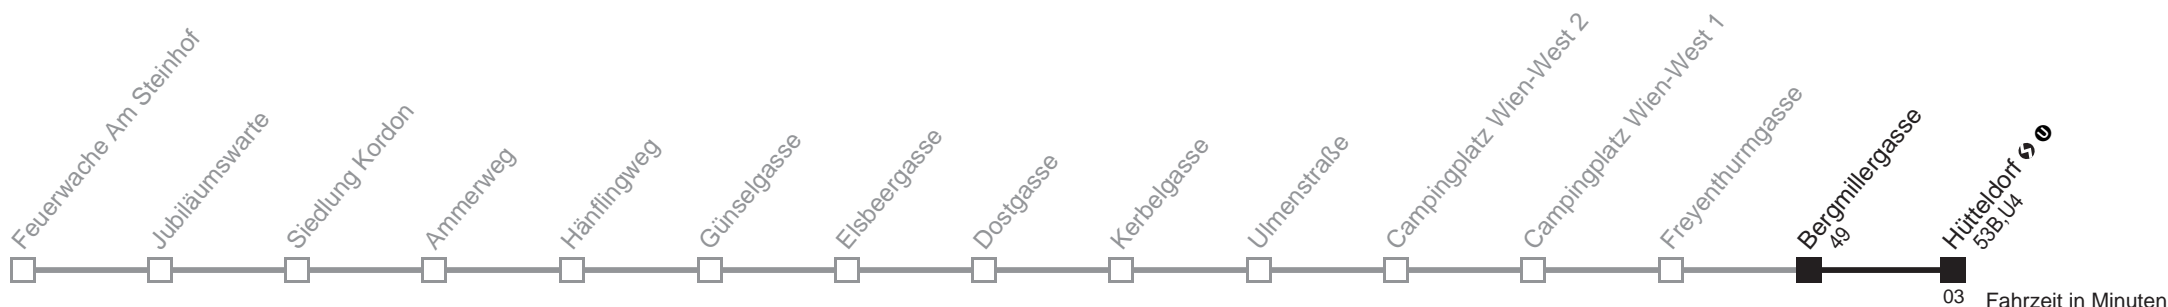 Feuerwache Am Steinhof
Jubiläumswarte
Siedlung Kordon
Ammerweg
Hänflingweg
Günselgasse
Elsbeergasse
Dostgasse
Kerbelgasse
Ulmenstraße
Campingplatz Wien-West 2
Campingplatz Wien-West 1
Freyenthurmgasse
Bergmillergasse
49
Hütteldorf S U
53B,U4
03
Fahrzeit in Minuten